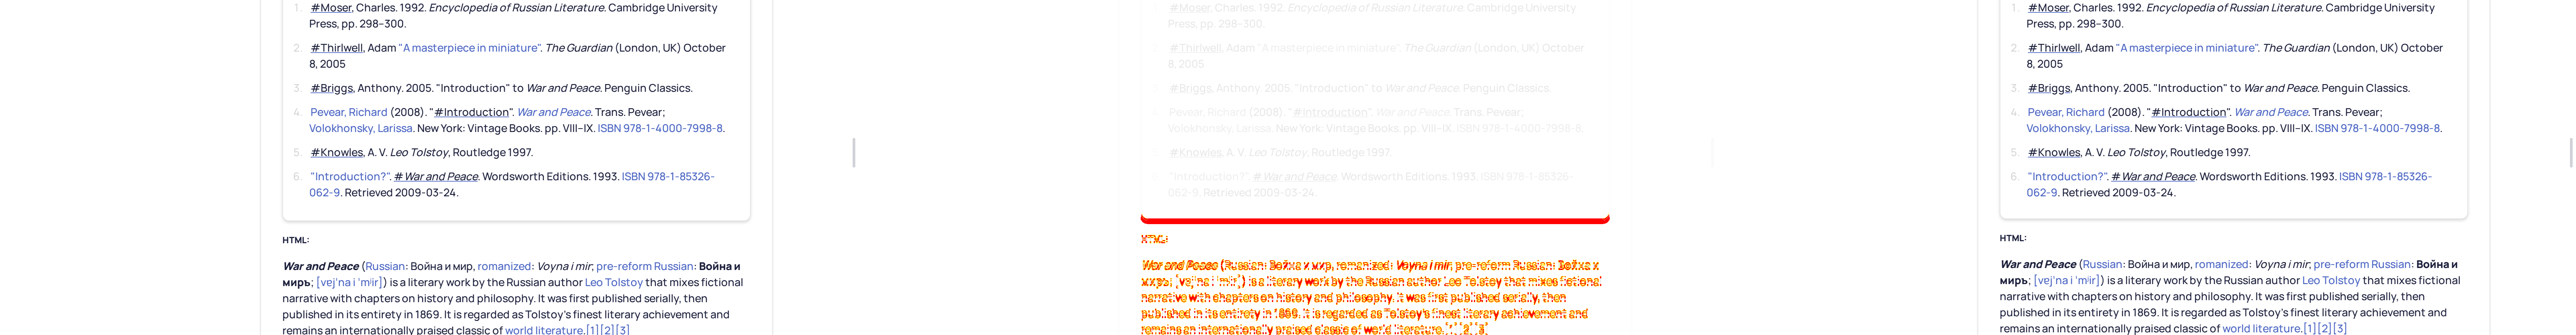 1. #Moser, Charles. 1992. Encyclopedia of Russian Literature. Cambridge University
Press, pp. 298–300.
2. #Thirlwell, Adam "A masterpiece in miniature". The Guardian (London, UK) October
8, 2005
3. #Briggs, Anthony. 2005. "Introduction" to War and Peace. Penguin Classics.
4. Pevear, Richard (2008). "#Introduction". War and Peace. Trans. Pevear;
Volokhonsky, Larissa. New York: Vintage Books. pp. VIII–IX. ISBN 978-1-4000-7998-8.
5. #Knowles, A. V. Leo Tolstoy, Routledge 1997.
6. "Introduction?". #War and Peace. Wordsworth Editions. 1993. ISBN 978-1-85326-
062-9. Retrieved 2009-03-24.
HTML:
War and Peace (Russian: Война и мир, romanized: Voyna i mir; pre-reform Russian: Война и
миръ; [vɐjˈna i ˈmʲir]) is a literary work by the Russian author Leo Tolstoy that mixes fictional
narrative with chapters on history and philosophy. It was first published serially, then
published in its entirety in 1869. It is regarded as Tolstoy's finest literary achievement and
remains an internationally praised classic of world literature.[1][2][3]
#Moser, Charles. 1992. Encyclopedia of Russian Literature. Cambridge University
Press, pp. 298–300.
#Thirlwell, Adam "A masterpiece in miniature". The Guardian (London, UK) October
8, 2005
#Briggs, Anthony. 2005. "Introduction" to War and Peace. Penguin Classics.
Pevear, Richard (2008). "#Introduction". War and Peace. Trans. Pevear;
Volokhonsky, Larissa. New York: Vintage Books. pp. VIII–IX. ISBN 978-1-4000-7998-8.
#Knowles, A. V. Leo Tolstoy, Routledge 1997.
"Introduction?". #War and Peace. Wordsworth Editions. 1993. ISBN 978-1-85326-
062-9. Retrieved 2009-03-24.
HTML:
War and Peace (Russian: Война и мир, romanized: Voyna i mir; pre-reform Russian: Война и
is a literary work by the Russian author Leo Tolstoy that mixes fictional
narrative with chapters on history and philosophy. It was first published serially, then
published in its entirety in 1869. It is regarded as Tolstoy's finest literary achievement and
remains an internationally praised classic of world literature.
1. #Moser, Charles. 1992. Encyclopedia of Russian Literature. Cambridge University
Press, pp. 298–300.
2. #Thirlwell, Adam "A masterpiece in miniature". The Guardian (London, UK) October
8, 2005
3. #Briggs, Anthony. 2005. "Introduction" to War and Peace. Penguin Classics.
4. Pevear, Richard (2008). "#Introduction". War and Peace. Trans. Pevear;
Volokhonsky, Larissa. New York: Vintage Books. pp. VIII–IX. ISBN 978-1-4000-7998-8.
5. #Knowles, A. V. Leo Tolstoy, Routledge 1997.
6. "Introduction?". #War and Peace. Wordsworth Editions. 1993. ISBN 978-1-85326-
062-9. Retrieved 2009-03-24.
HTML:
War and Peace (Russian: Война и мир, romanized: Voyna i mir; pre-reform Russian: Война и
миръ; [vɐjˈna i ˈmʲir]) is a literary work by the Russian author Leo Tolstoy that mixes fictional
narrative with chapters on history and philosophy. It was first published serially, then
published in its entirety in 1869. It is regarded as Tolstoy's finest literary achievement and
remains an internationally praised classic of world literature.[1][2][3]